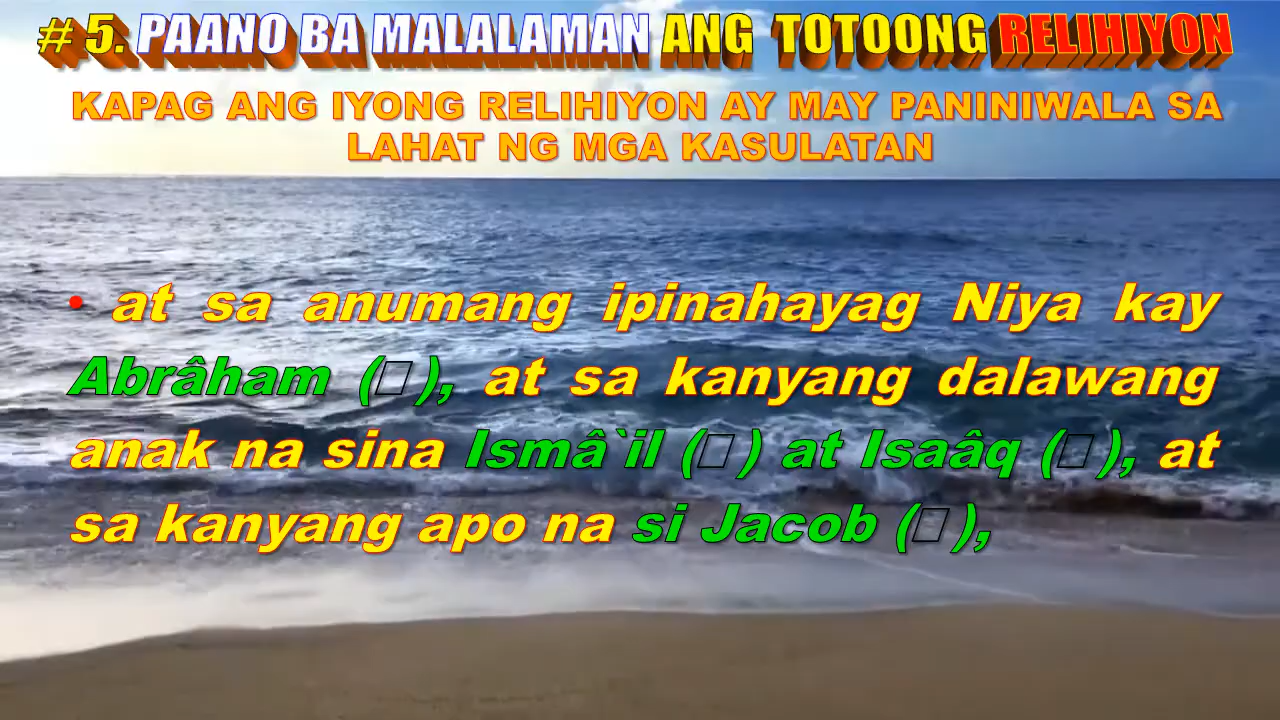 # 5. PAANO BA MALALAMAN ANG TOTOONG RELIHIYON
KAPAG ANG IYONG RELIHIYON AY MAY PANINIWALA SA
LAHAT NG MGA KASULATAN
• at sa anumang ipinahayag Niya kay
Abrâham (□), at sa kanyang dalawang
anak na sina Ismâ`il (□) at Isaâq (□), at
sa kanyang apo na si Jacob (□),